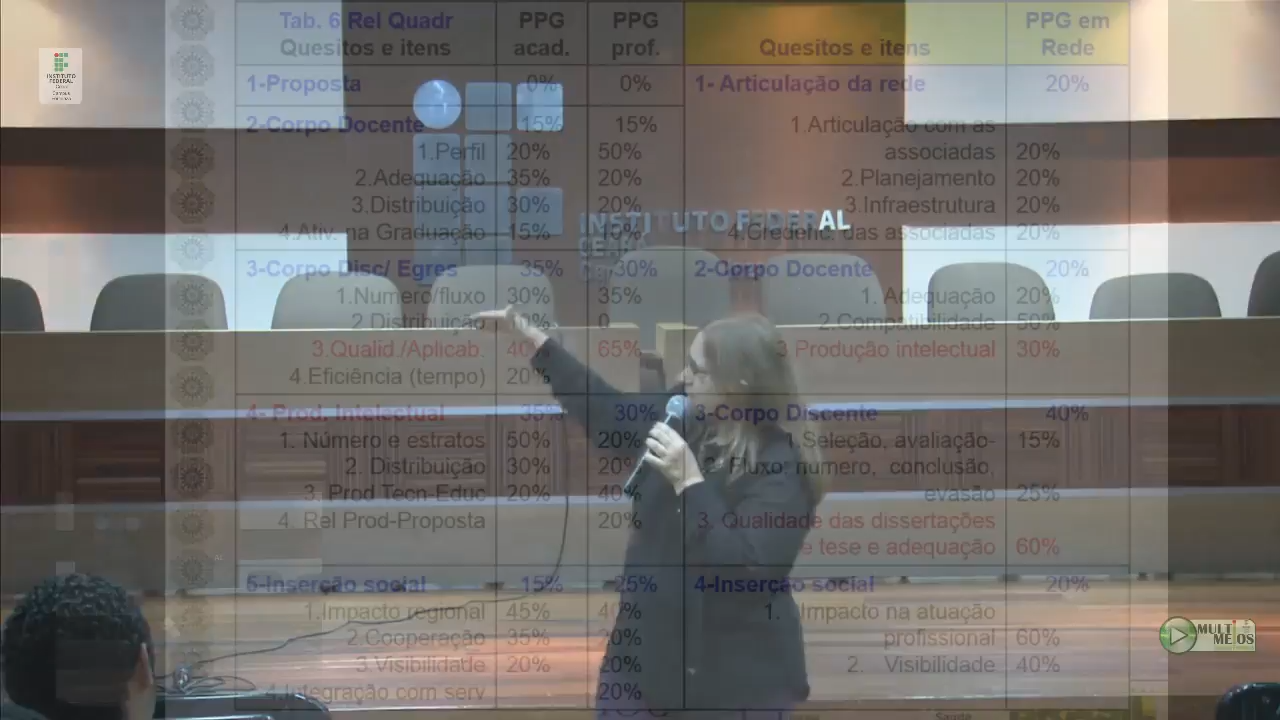 Tab. 6 Rel Quadr
Quesitos e itens
PPG acad.
PPG prof.
Quesitos e itens
PPG em Rede
1-Proposta 0% 0% 1- Articulação da rede 20%
2-Corpo Docente 15% 15% 1.Articulação com as
1.Perfil 20% 50% associadas 20%
2.Adequação 35% 20% 2.Planejamento 20%
3.Distribuição 30% 20% 3.Infraestrutura 20%
4.Ativ. na Graduação 15% 15% 4.Credenc. das associadas 20%
3-Corpo Disc/ Egres 35% 30% 2-Corpo Docente 20%
1.Numero/fluxo 30% 35% 1. Adequação 20%
2 Distribuição 0 2.Compatibilidade 50%
3.Qualid./Aplicab. 40% 65% 3 Produção intelectual 30%
4.Eficiência (tempo) 20%
4- Prod. Intelectual 35% 30% 3-Corpo Discente 40%
1. Número e estratos 50% 20% 1.Seleção, avaliação- 15%
2. Distribuição 30% 20% 2. Fluxo: numero, conclusão,
3. Prod Tecn-Educ 20% 40% evasão 25%
4. Rel Prod-Proposta 20% 3. Qualidade das dissertações
e tese e adequação 60%
5-Inserção social 15% 25% 4-Inserção social 20%
1.Impacto regional 45% 1. Impacto na atuação
2.Cooperação 35% profissional 60%
3.Visibilidade 20% 20% 2. Visibilidade 40%
4.Integração com serv 20%
INSTITUTO FEDERAL
INSTITUTO
FEDERAL
Ceará
MULTI
MEIOS